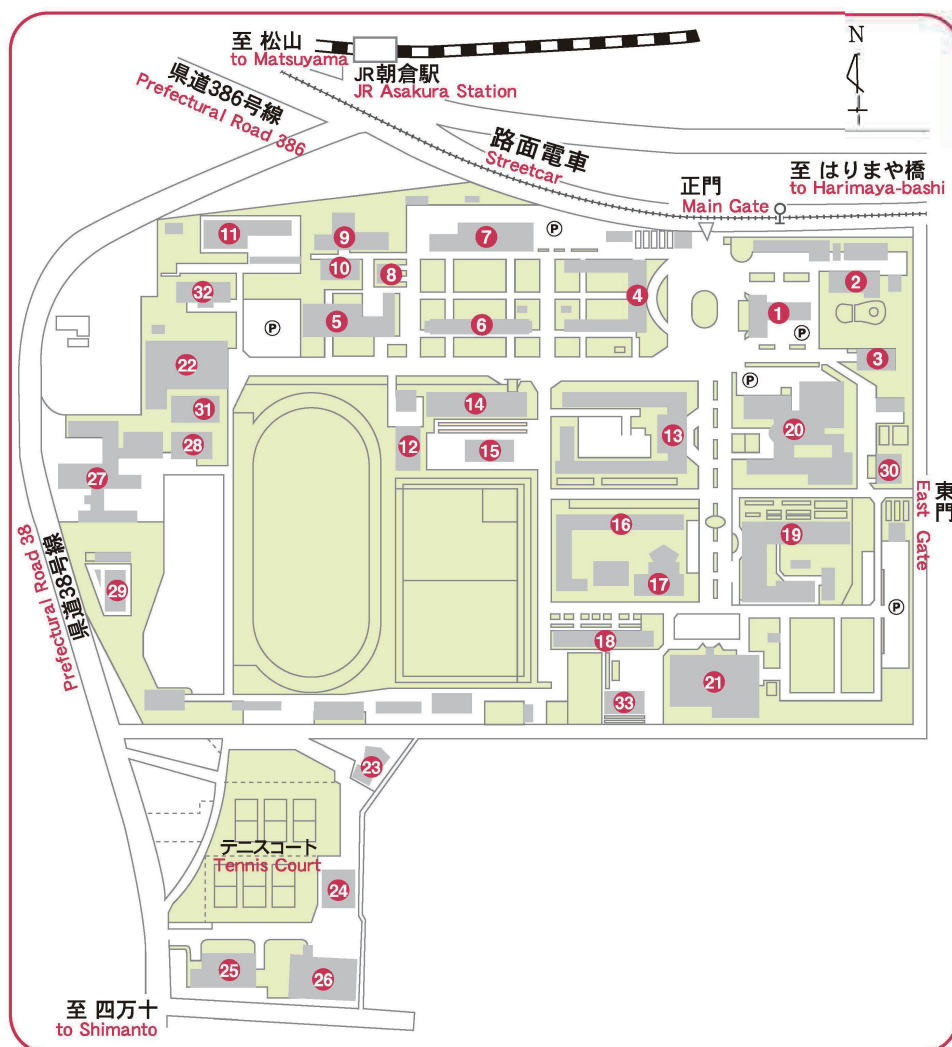 至 松山
to Matsuyama
JR朝倉駅
JR Asakura Station
N
県道386号線
Prefectural Road 386
路面電車
Streetcar
正門
Main Gate
至 はりまや橋
to Harimaya-bashi
11
9
7
P
10
8
32
5
6
4
1
2
P
P
3
22
31
28
27
14
12
15
13
P
20
30
東門
East Gate
16
17
19
県道38号線
Prefectural Road 38
29
18
P
21
33
23
テニスコート
Tennis Court
24
25
26
至 四万十
to Shimanto